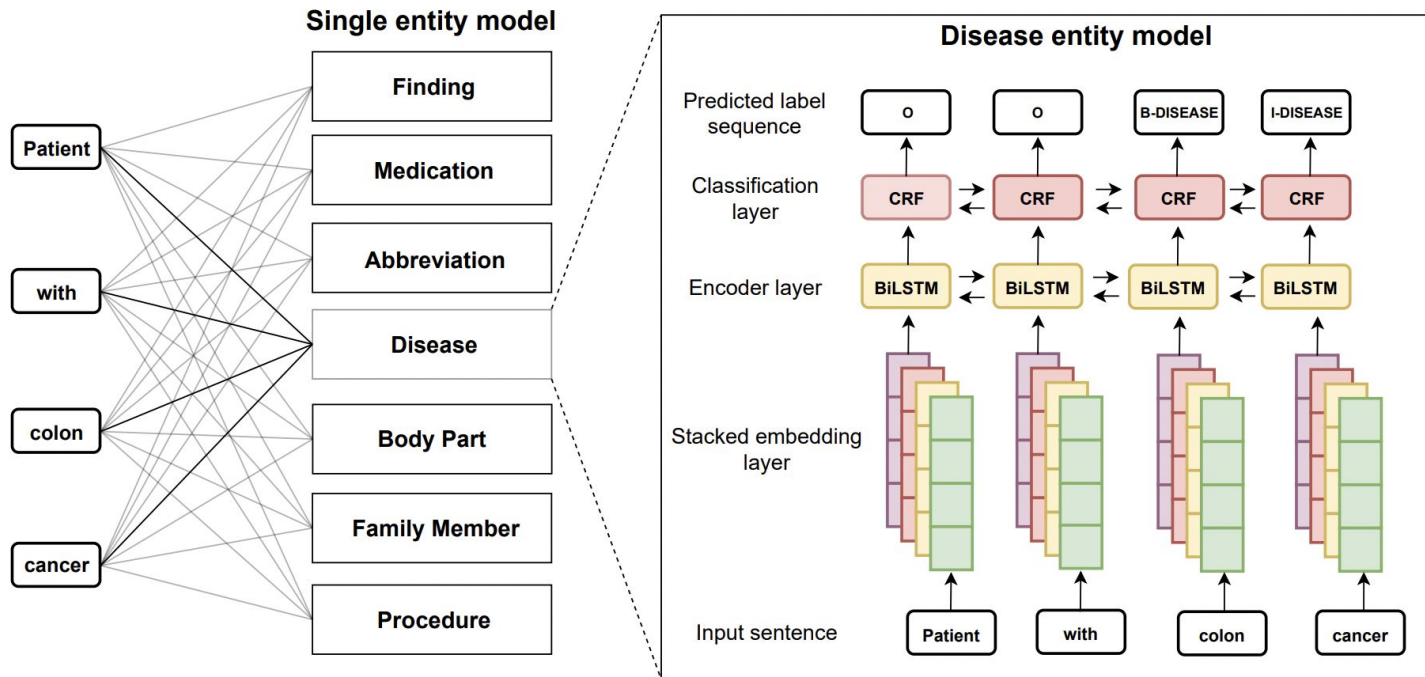 Single entity model
Patient
with
colon
cancer
Finding
Medication
Abbreviation
Disease
Body Part
Family Member
Procedure
Disease entity model
Predicted label
sequence
O
O
B-DISEASE
I-DISEASE
Classification
layer
CRF
CRF
CRF
CRF
Encoder layer
BiLSTM
BiLSTM
BiLSTM
BiLSTM
Stacked embedding
layer
Input sentence
Patient
with
colon
cancer